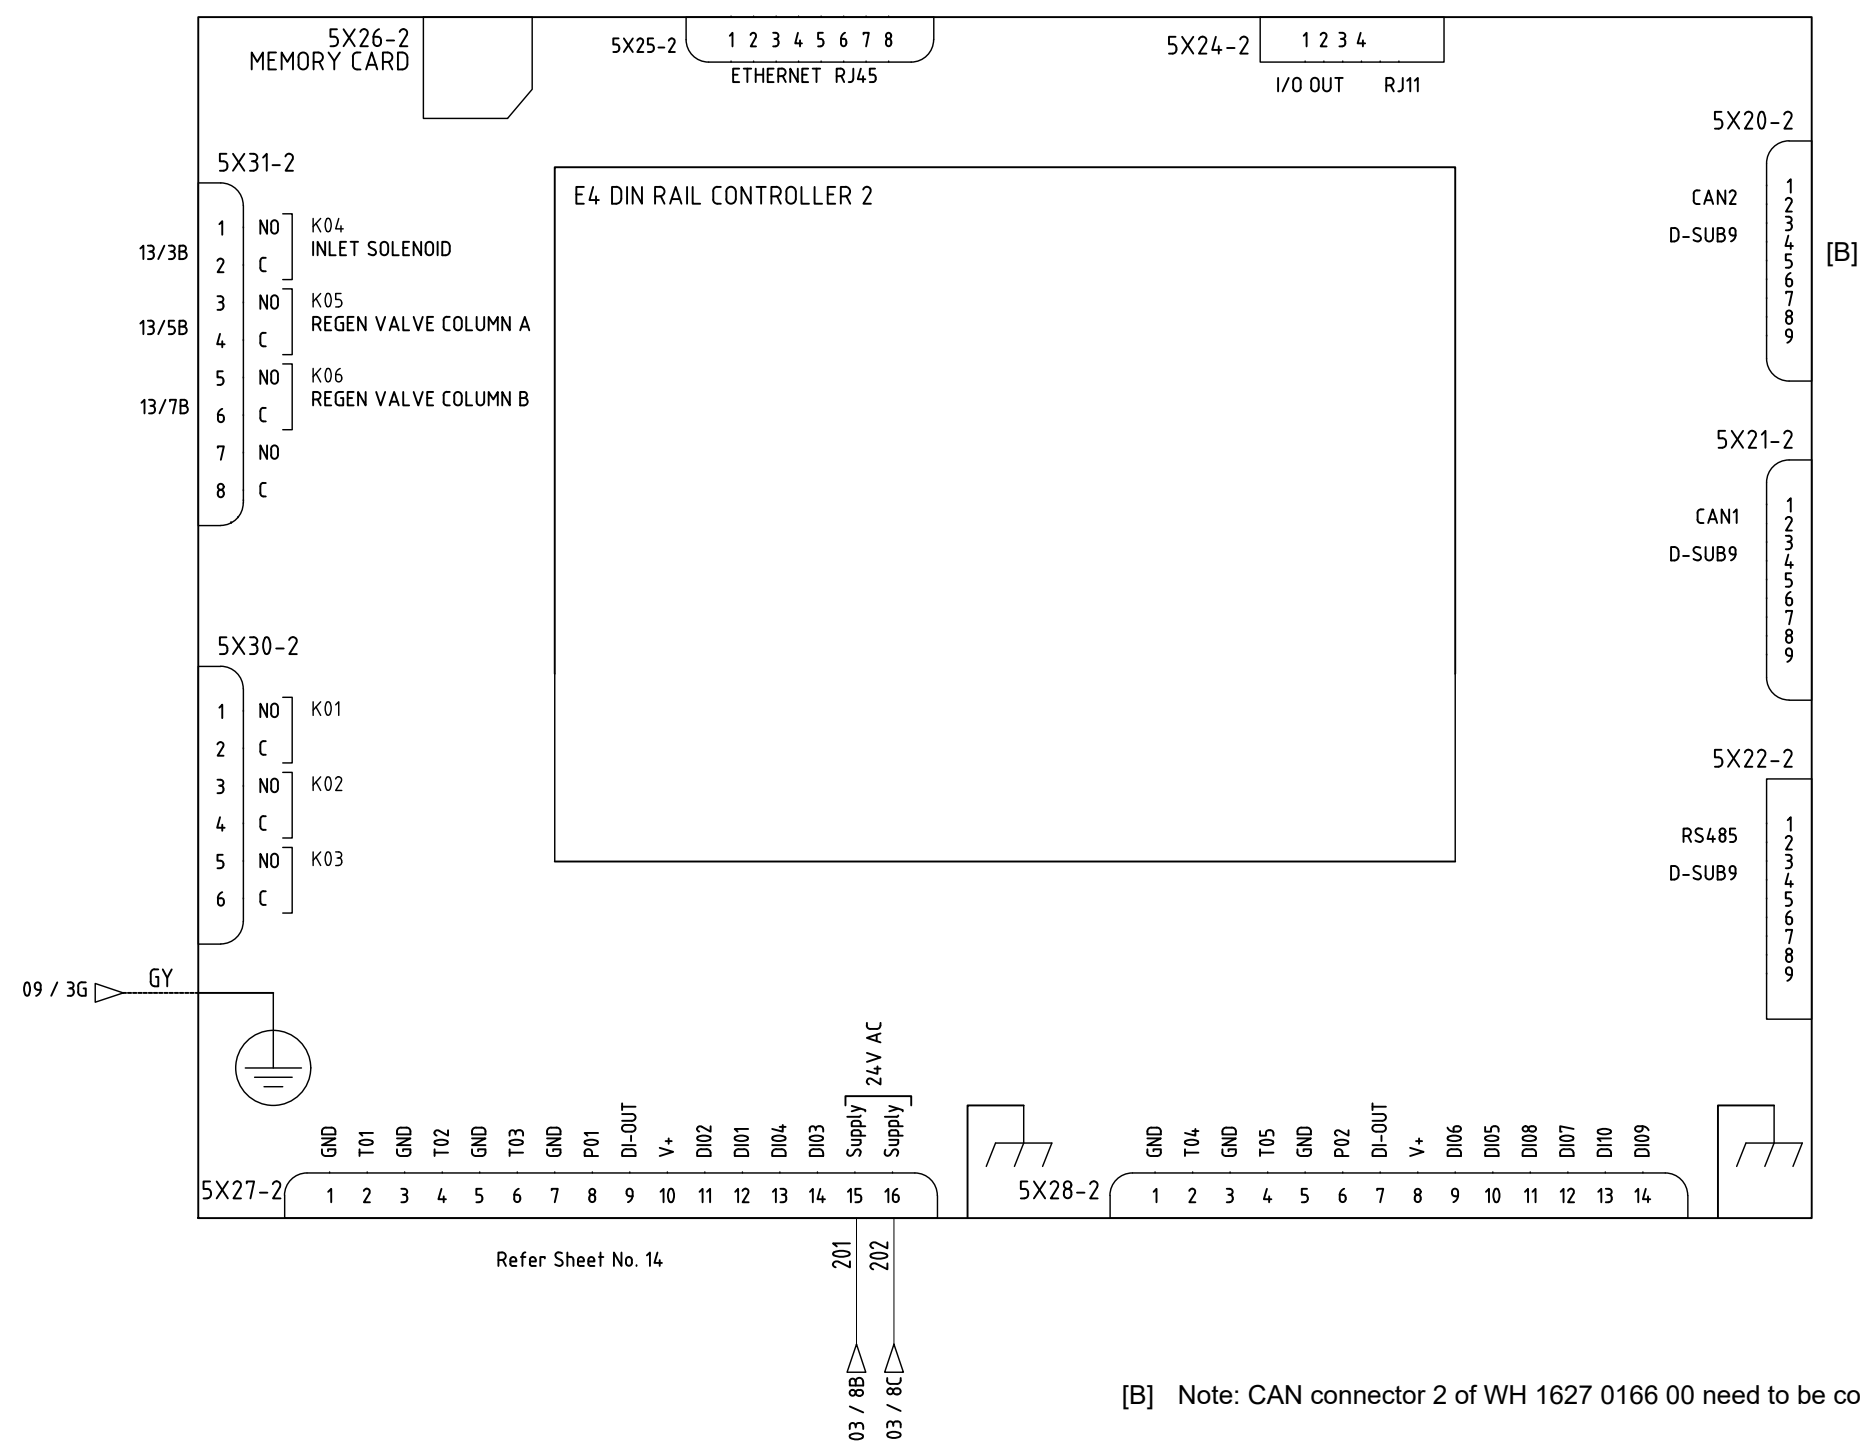 5X26-2
MEMORY CARD
5X25-2
1 2 3 4 5 6 7 8
ETHERNET RJ45
5X24-2
1 2 3 4
I/O OUT RJ11
5X20-2
CAN2
D-SUB9
1
2
3
4
5
6
7
8
9
[B]
5X31-2
1 NO K04
INLET SOLENOID
13/3B
2 C
3 NO K05
REGEN VALVE COLUMN A
13/5B
4 C
5 NO K06
REGEN VALVE COLUMN B
13/7B
6 C
7 NO
8 C
E4 DIN RAIL CONTROLLER 2
5X21-2
CAN1
D-SUB9
1
2
3
4
5
6
7
8
9
5X30-2
1 NO K01
2 C
3 NO K02
4 C
5 NO K03
6 C
5X22-2
RS485
D-SUB9
1
2
3
4
5
6
7
8
9
09 / 3G
GY
24V AC
GND T01 GND T02 GND T03 GND P01 DI-OUT V+ DI02 DI01 DI04 DI03 Supply Supply
5X27-2
1 2 3 4 5 6 7 8 9 10 11 12 13 14 15 16
GND T04 GND T05 GND P02 DI-OUT V+ DI06 DI05 DI08 DI07 DI10 DI09
5X28-2
1 2 3 4 5 6 7 8 9 10 11 12 13 14
Refer Sheet No. 14
201
202
03 / 8B
03 / 8C
[B] Note: CAN connector 2 of WH 1627 0166 00 need to be co